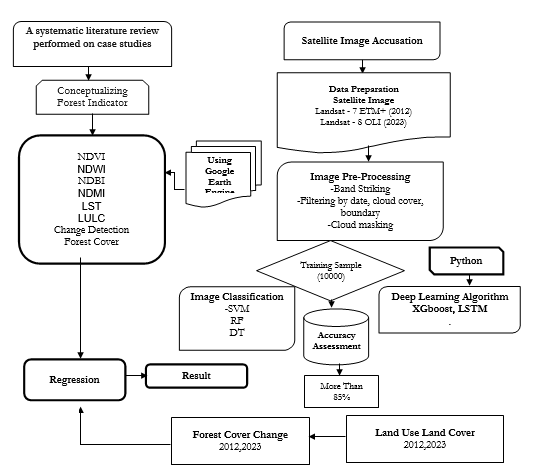 A systematic literature review
performed on case studies
Conceptualizing
Forest Indicator
NDVI
NDWI
NDBI
NDMI
LST
LULC
Change Detection
Forest Cover
Using
Google
Earth
Engine
Satellite Image Accusation
Data Preparation
Satellite Image
Landsat - 7 ETM+ (2012)
Landsat - 8 OLI (2023)
Image Pre-Processing
-Band Striking
-Filtering by date, cloud cover,
boundary
-Cloud masking
Training Sample
(10000)
Image Classification
-SVM
RF
DT
Accuracy
Assessment
More Than
85%
Python
Deep Learning Algorithm
XGboost, LSTM
.
Regression
Result
Forest Cover Change
2012,2023
Land Use Land Cover
2012,2023